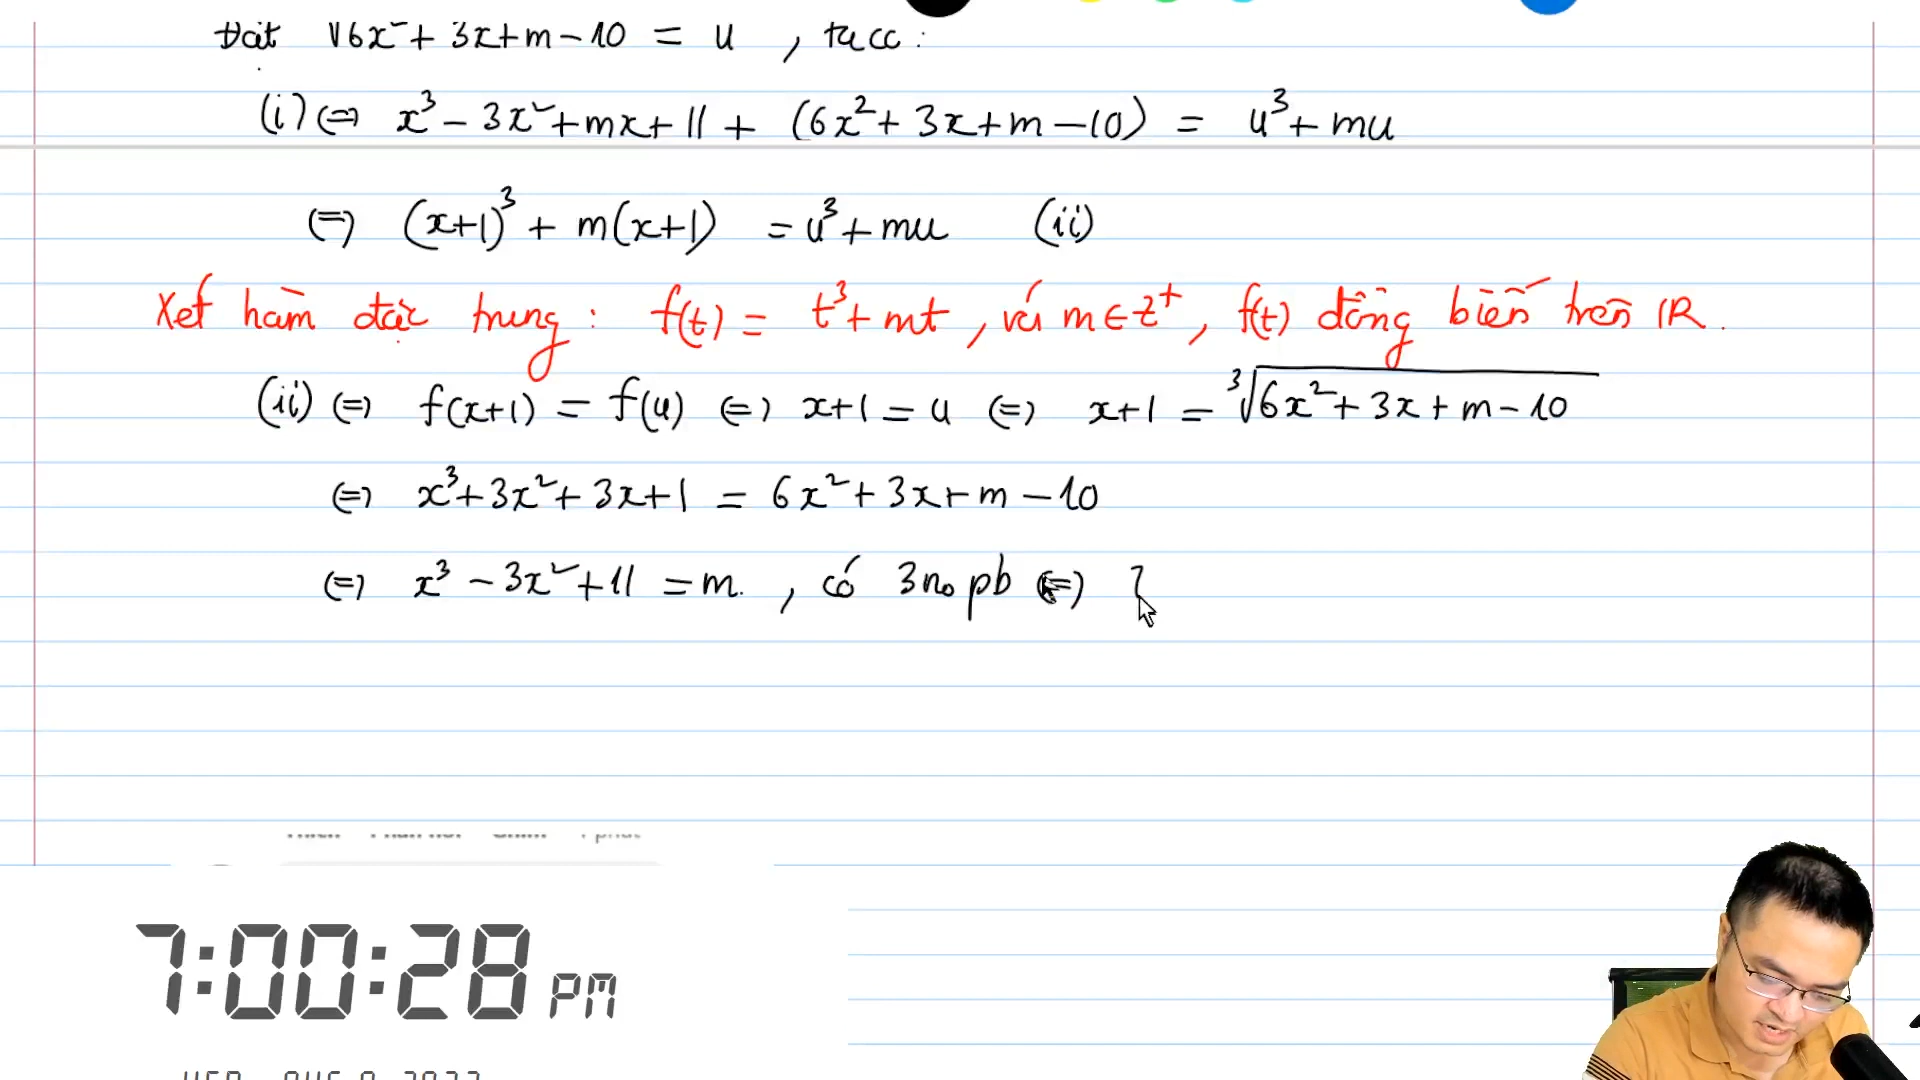 Đặt √6x² + 3x + m - 10 = u , ta có :
(i) ⇔ x³ - 3x² + mx + 11 + (6x² + 3x + m - 10) = u³ + mu
⇔ (x+1)³ + m(x+1) = u³ + mu (ii)
Xét hàm đặc trưng : f(t) = t³ + mt , với m ∈ Z⁺ , f(t) đồng biến trên IR .
(ii) ⇔ f(x+1) = f(u) ⇔ x+1 = u ⇔ x+1 = ∛6x² + 3x + m - 10
⇔ x³ + 3x² + 3x + 1 = 6x² + 3x + m - 10
⇔ x³ - 3x² + 11 = m . , có 3 no pb ⇔ ?
7:00:28 PM